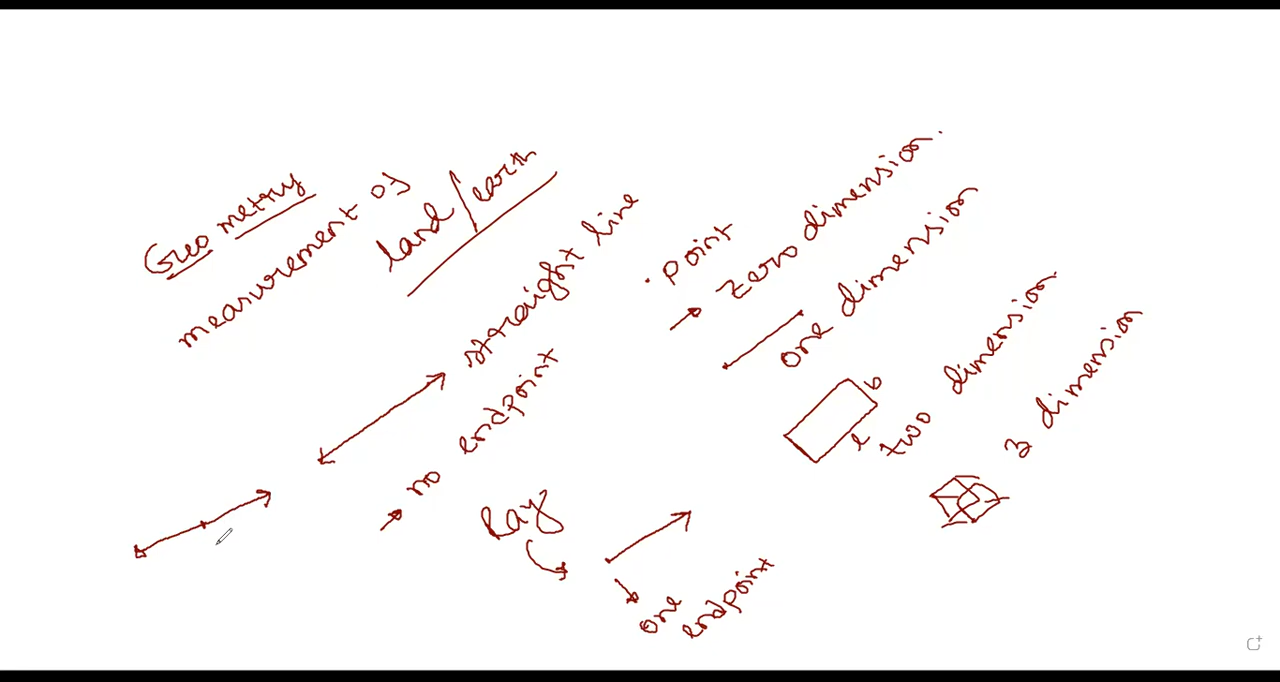 Geometry
measurement of
land/earth
straight line
→ no endpoint
Ray
one
endpoint
. point
→ zero dimension.
one dimension
b
l
two dimension
3 dimension